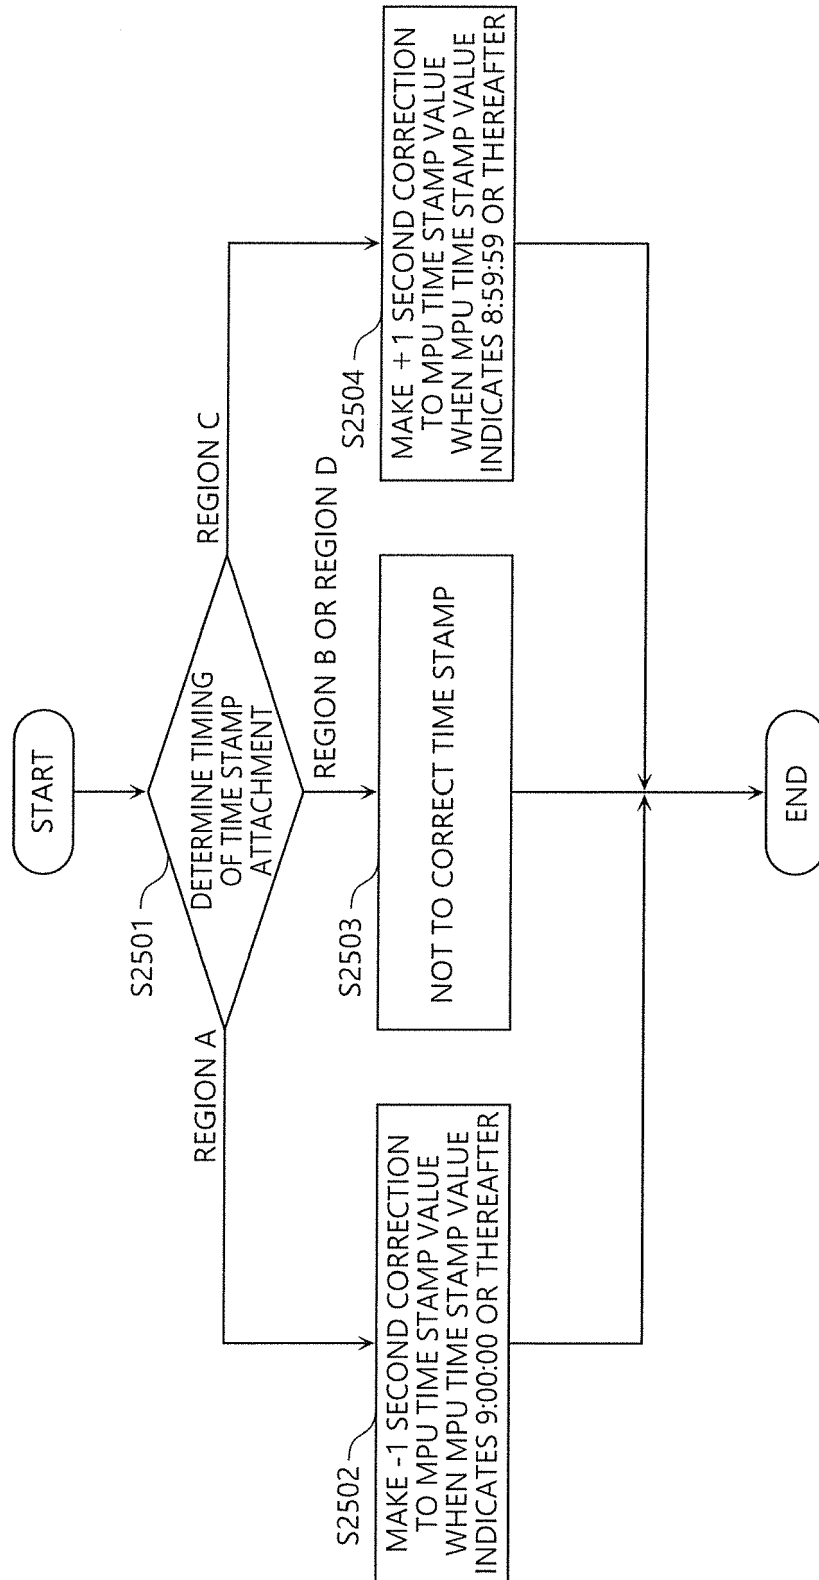 START
S2501
DETERMINE TIMING
OF TIME STAMP
ATTACHMENT
REGION A
REGION B OR REGION D
REGION C
S2502
MAKE -1 SECOND CORRECTION
TO MPU TIME STAMP VALUE
WHEN MPU TIME STAMP VALUE
INDICATES 9:00:00 OR THEREAFTER
S2503
NOT TO CORRECT TIME STAMP
S2504
MAKE +1 SECOND CORRECTION
TO MPU TIME STAMP VALUE
WHEN MPU TIME STAMP VALUE
INDICATES 8:59:59 OR THEREAFTER
END